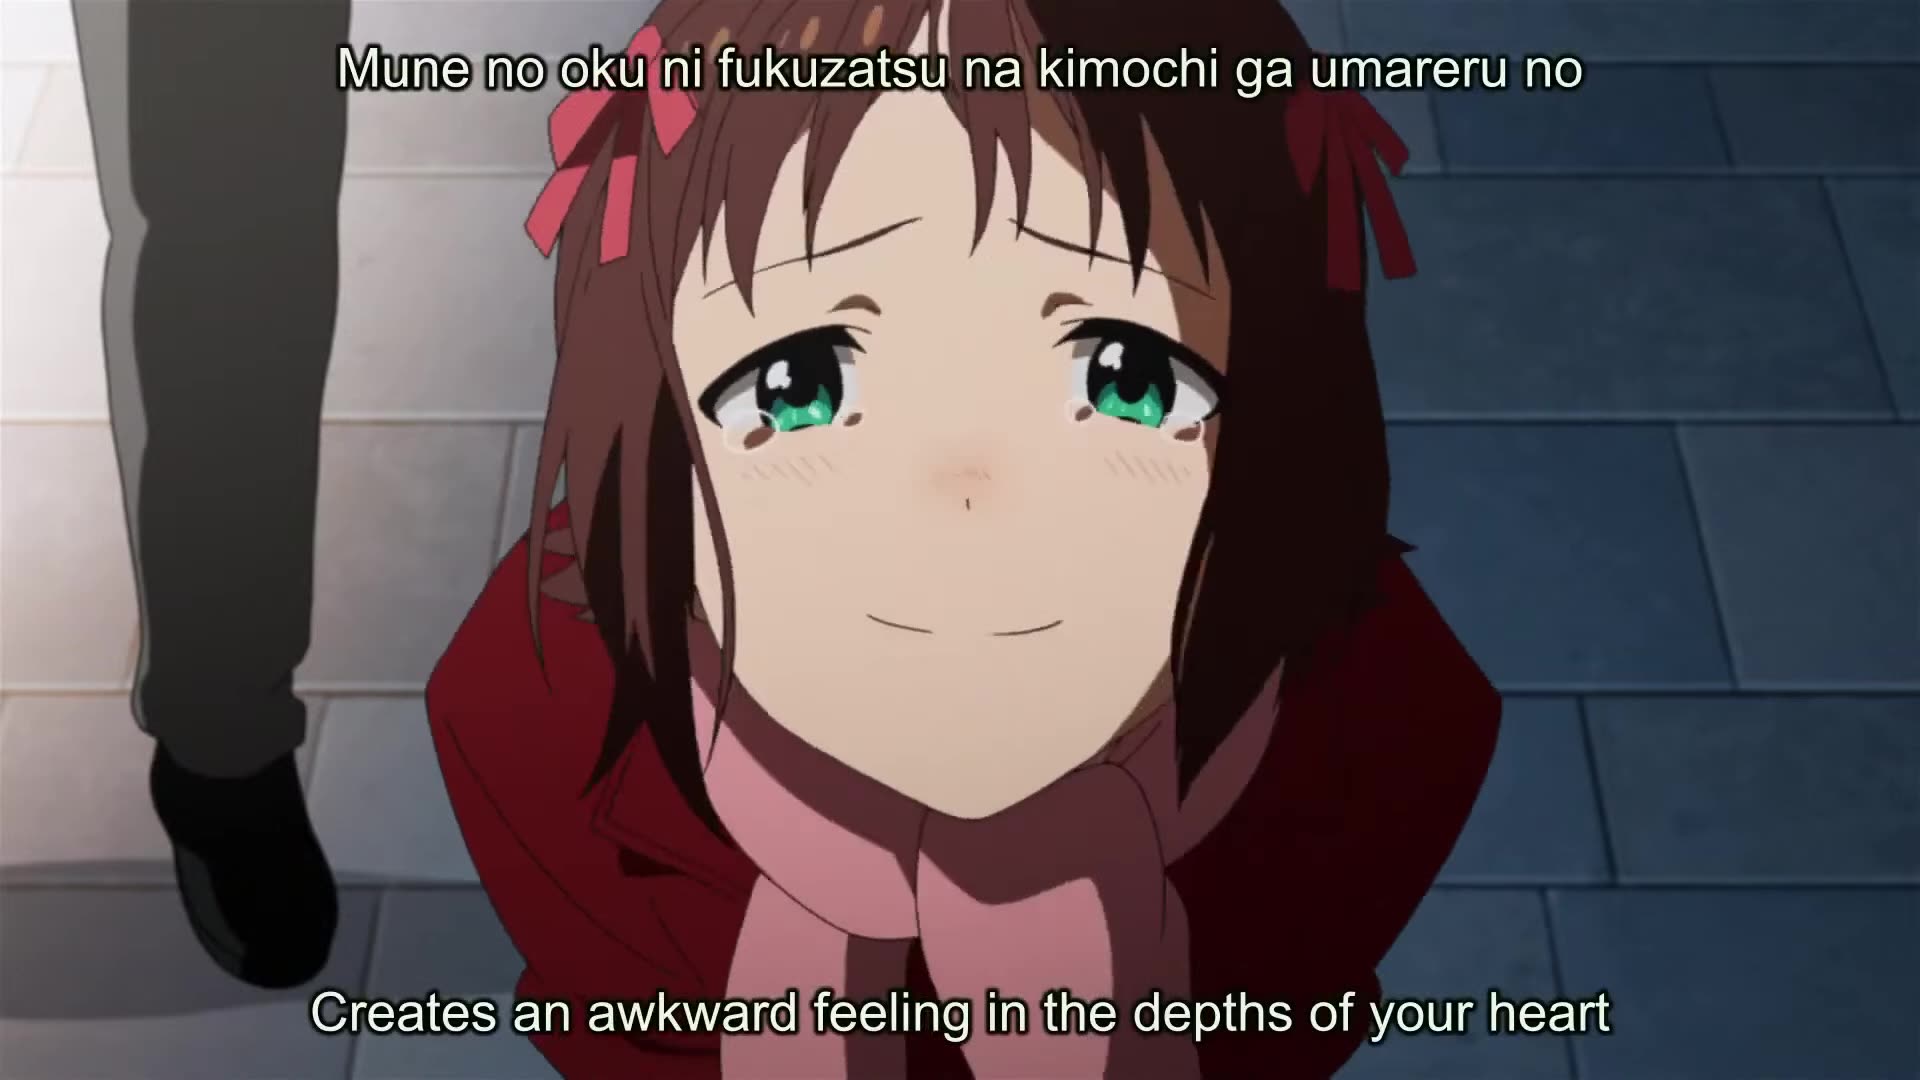 Mune no oku ni fukuzatsu na kimochi ga umareru no
Creates an awkward feeling in the depths of your heart